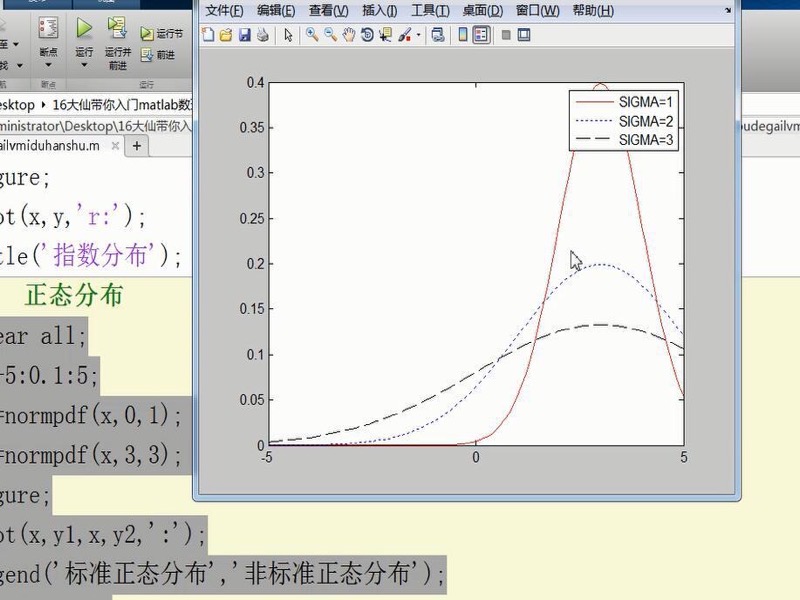 文件(F) 编辑(E) 查看(V) 插入(I) 工具(T) 桌面(D) 窗口(W) 帮助(H)
断点 运行 运行并前进 运行节 前进
断点 运行
esktop 16大仙带你入门matlab数
ministrator\Desktop\16大仙带你入
oudegailvm
ailvmiduhanshu.m
gure;
ot(x,y,'r:');
tle('指数分布');
正态分布
ear all;
-5:0.1:5;
=normpdf(x,0,1);
=normpdf(x,3,3);
gure;
ot(x,y1,x,y2,':');
gend('标准正态分布','非标准正态分布');
0.4
0.35
0.3
0.25
0.2
0.15
0.1
0.05
0
-5 0 5
SIGMA=1
SIGMA=2
SIGMA=3